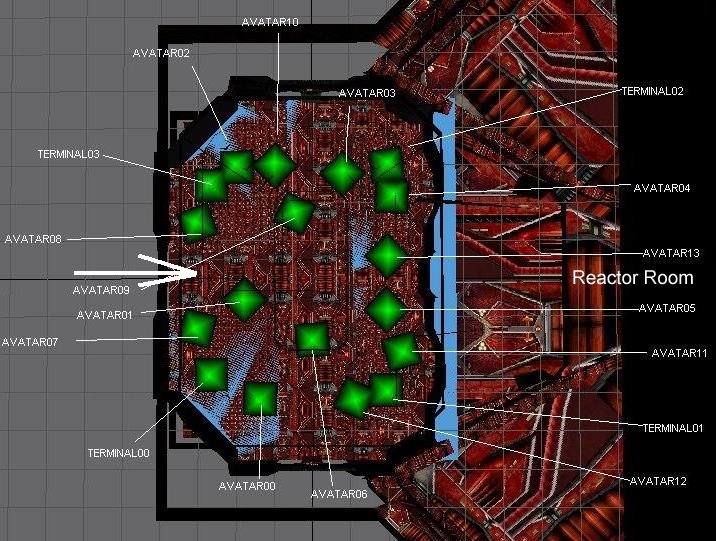 AVATAR10
AVATAR02
AVATAR03
TERMINAL02
TERMINAL03
AVATAR04
AVATAR08
AVATAR13
Reactor Room
AVATAR09
AVATAR01
AVATAR05
AVATAR07
AVATAR11
TERMINAL01
TERMINAL00
AVATAR00
AVATAR06
AVATAR12